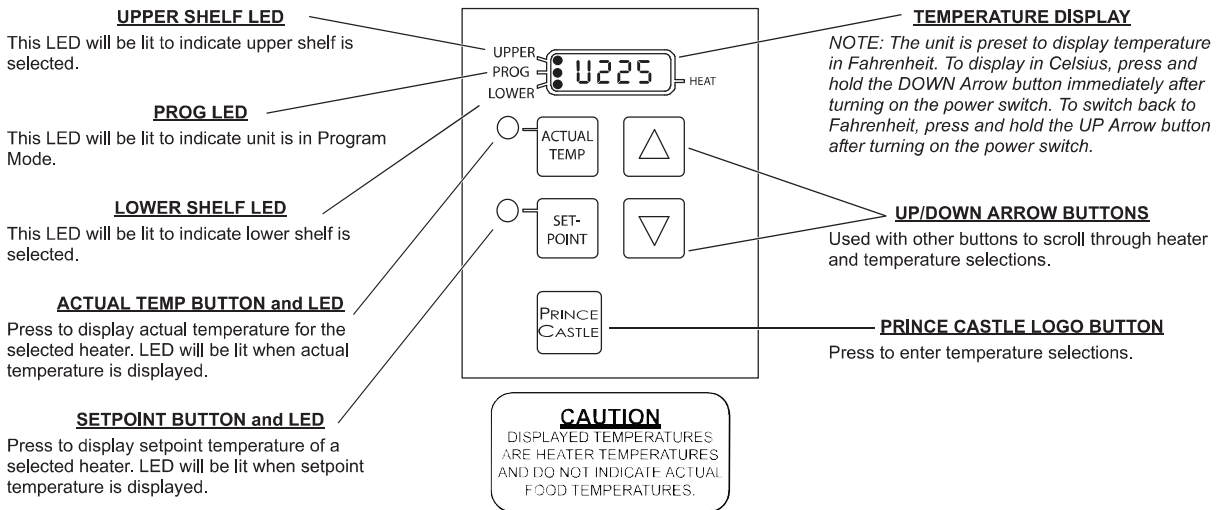 UPPER SHELF LED
This LED will be lit to indicate upper shelf is
selected.
PROG LED
This LED will be lit to indicate unit is in Program
Mode.
LOWER SHELF LED
This LED will be lit to indicate lower shelf is
selected.
ACTUAL TEMP BUTTON and LED
Press to display actual temperature for the
selected heater. LED will be lit when actual
temperature is displayed.
SETPOINT BUTTON and LED
Press to display setpoint temperature of a
selected heater. LED will be lit when setpoint
temperature is displayed.
UPPER
PROG
LOWER
U225
HEAT
ACTUAL
TEMP
SET-
POINT
PRINCE
CASTLE
CAUTION
DISPLAYED TEMPERATURES
ARE HEATER TEMPERATURES
AND DO NOT INDICATE ACTUAL
FOOD TEMPERATURES.
TEMPERATURE DISPLAY
NOTE: The unit is preset to display temperature
in Fahrenheit. To display in Celsius, press and
hold the DOWN Arrow button immediately after
turning on the power switch. To switch back to
Fahrenheit, press and hold the UP Arrow button
after turning on the power switch.
UP/DOWN ARROW BUTTONS
Used with other buttons to scroll through heater
and temperature selections.
PRINCE CASTLE LOGO BUTTON
Press to enter temperature selections.